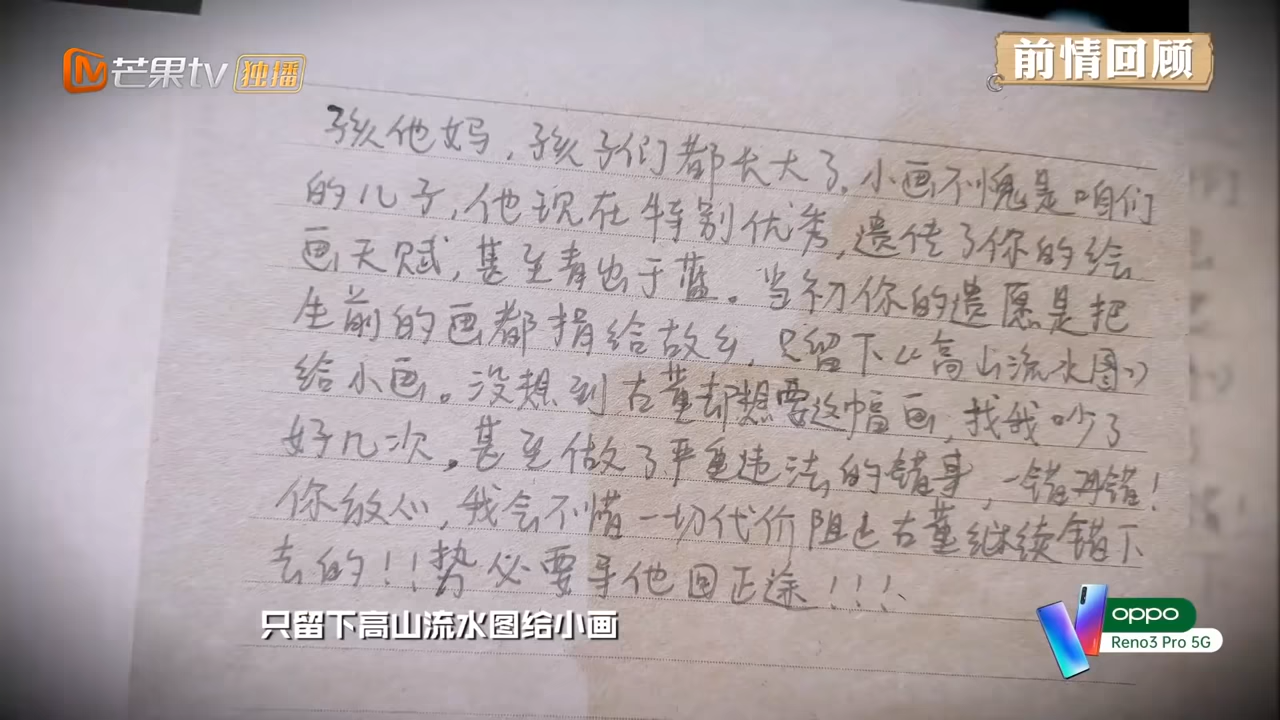 芒果tv 独播
前情回顾
孩他妈，孩子们都长大了。小画不愧是咱们
的儿子，他现在特别优秀，遗传了你的绘
画天赋，甚至青出于蓝。当初你的遗愿是把
生前的画都捐给故乡，只留下《高山流水图》
给小画。没想到古董却想要这幅画，找我吵了
好几次，甚至做了严重违法的错事，一错再错！
你放心，我会不惜一切代价阻止古董继续错下
去的！！势必要导他回正途！！！
只留下高山流水图给小画
oppo
Reno3 Pro 5G